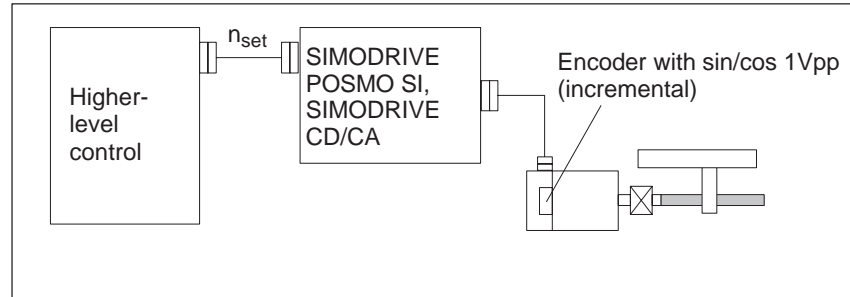 n_set
SIMODRIVE
POSMO SI,
SIMODRIVE
CD/CA
Higher-
level
control
Encoder with sin/cos 1Vpp
(incremental)